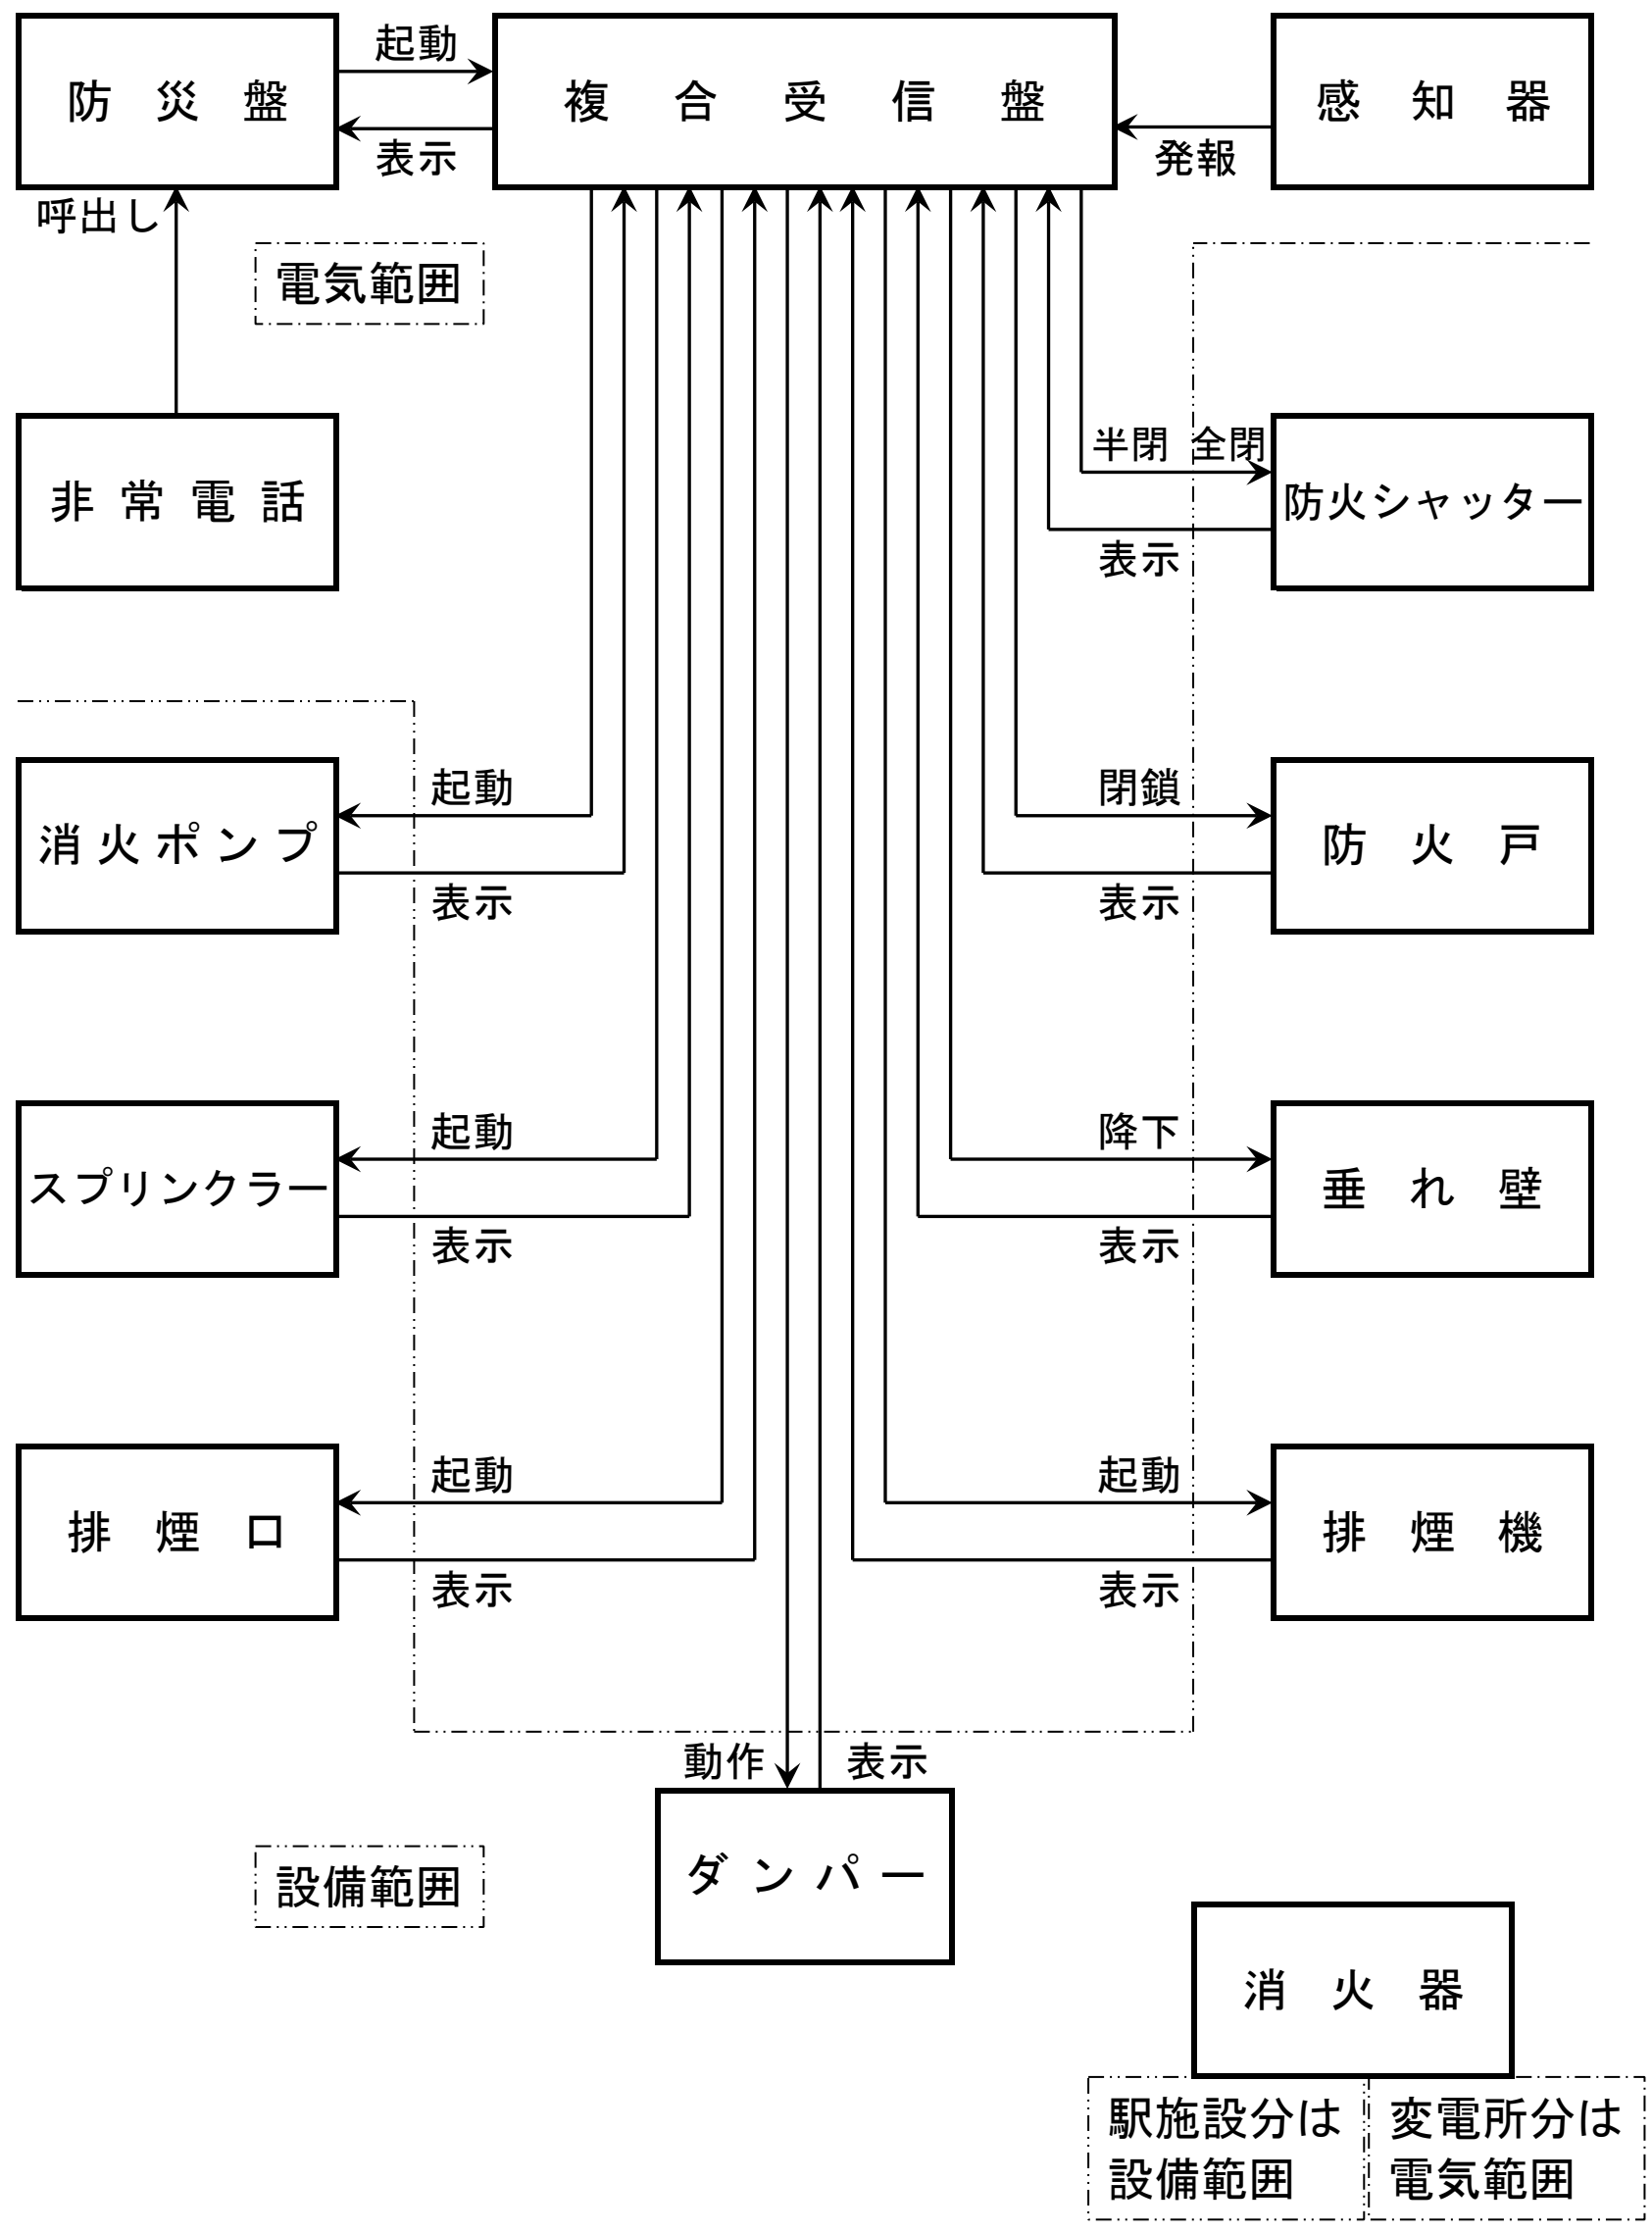 起動
防災盤
複合受信盤
感知器
表示
発報
呼出し
電気範囲
半閉 全閉
非常電話
防火シャッター
表示
起動
閉鎖
消火ポンプ
防火戸
表示
表示
起動
降下
スプリンクラー
垂れ壁
表示
表示
起動
起動
排煙口
排煙機
表示
表示
動作
表示
ダンパー
設備範囲
消火器
駅施設分は
設備範囲
変電所分は
電気範囲